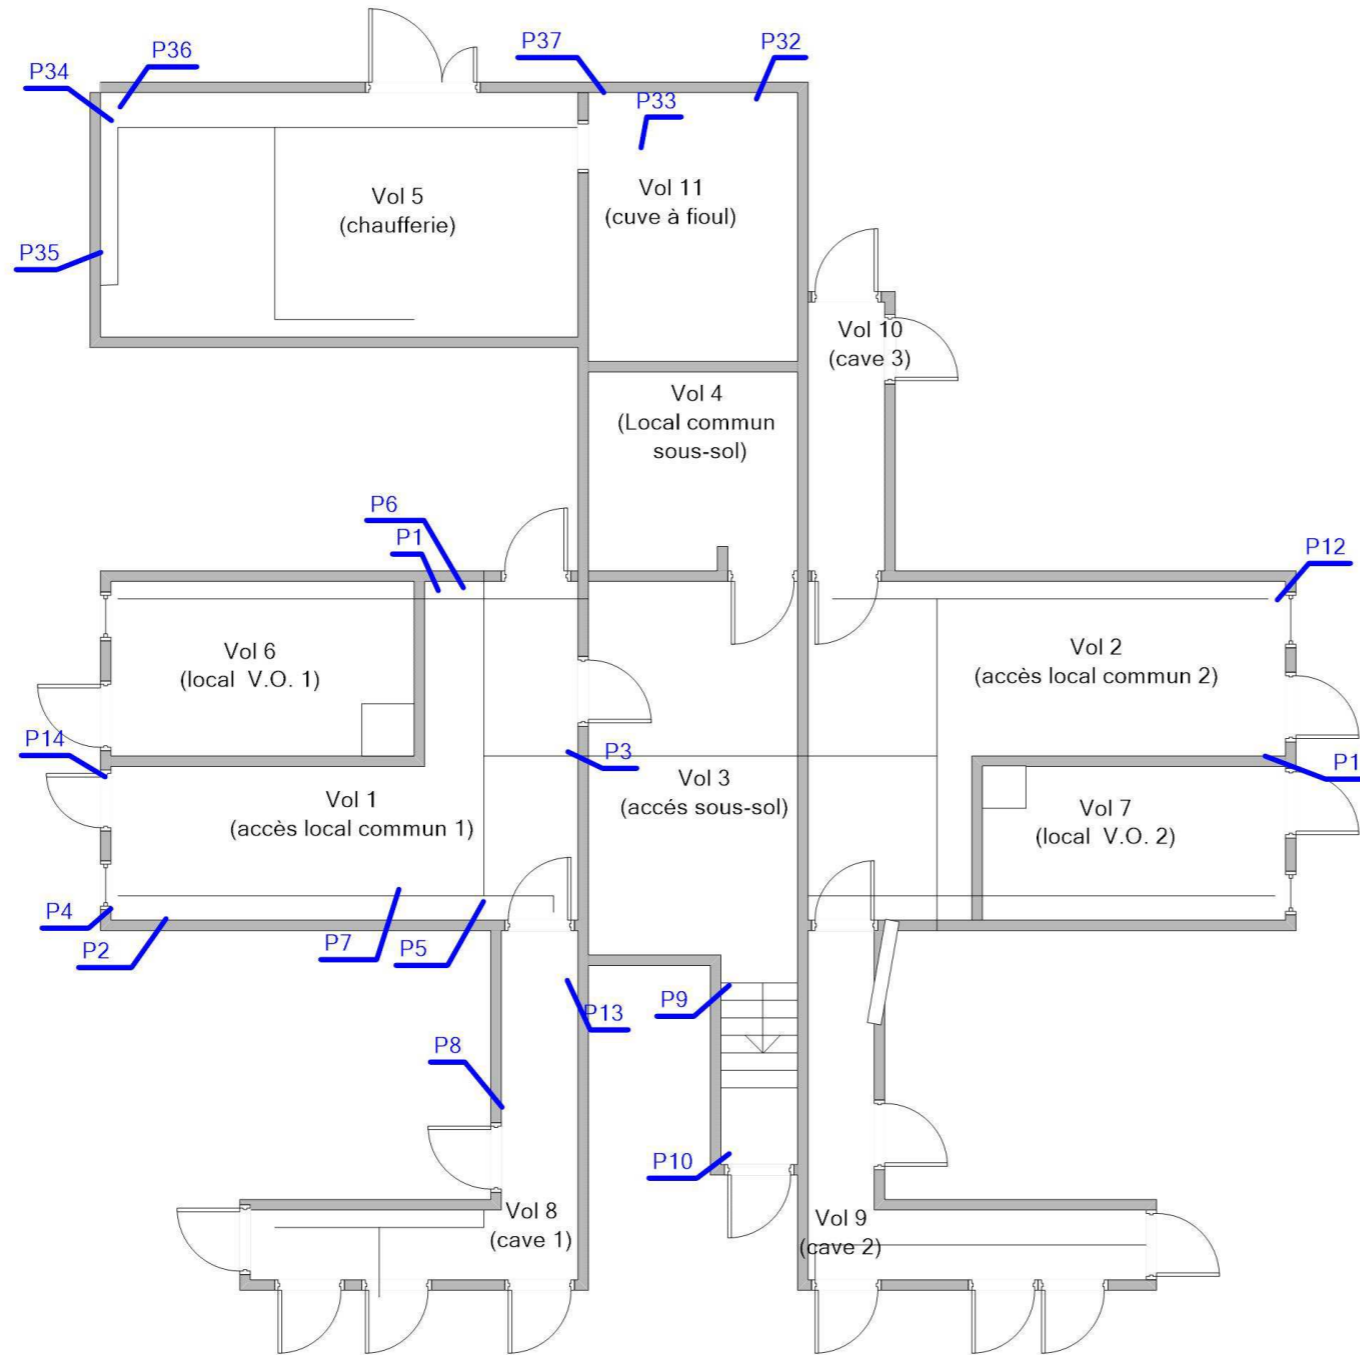 P37
P32
P36
P34
P33
Vol 11
(cuve à fioul)
Vol 5
(chaufferie)
P35
Vol 10
(cave 3)
Vol 4
(Local commun
sous-sol)
P6
P1
P12
Vol 6
(local V.O. 1)
Vol 2
(accès local commun 2)
P14
P3
P1
Vol 3
(accés sous-sol)
Vol 1
(accès local commun 1)
Vol 7
(local V.O. 2)
P4
P2
P7
P5
P9
P13
P8
P10
Vol 8
(cave 1)
Vol 9
(cave 2)